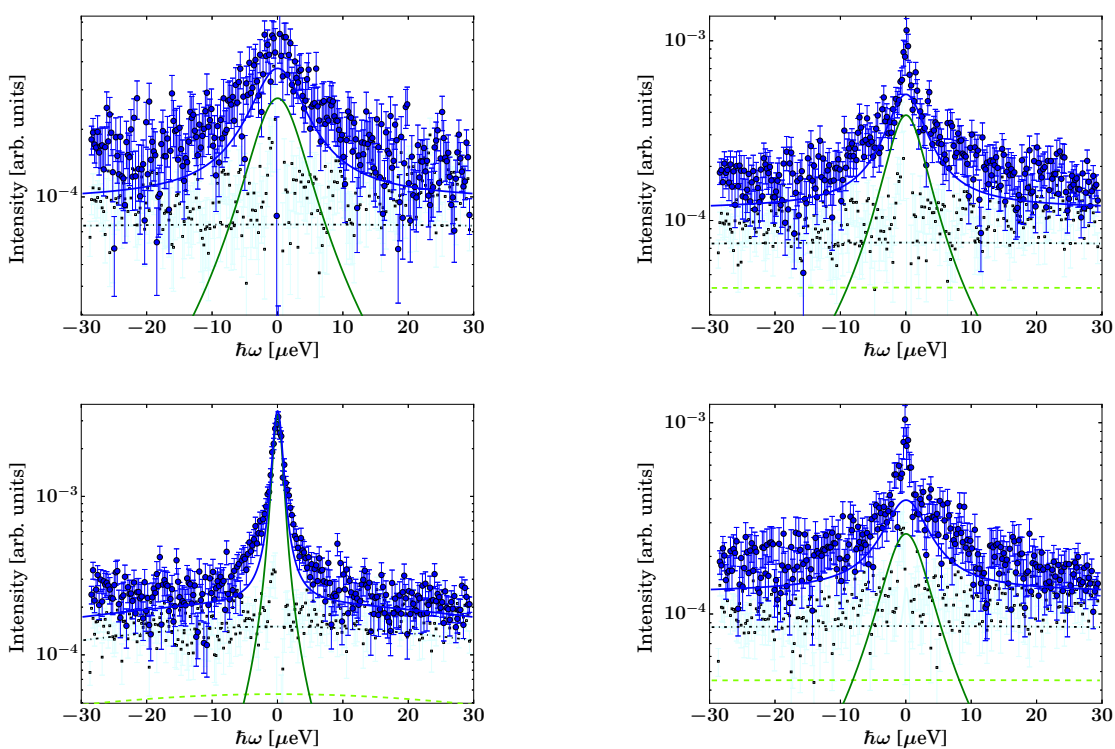 Intensity [arb. units]
10⁻⁴
−30 −20 −10 0 10 20 30
ℏω [μeV]
Intensity [arb. units]
10⁻³
10⁻⁴
−30 −20 −10 0 10 20 30
ℏω [μeV]
Intensity [arb. units]
10⁻³
10⁻⁴
−30 −20 −10 0 10 20 30
ℏω [μeV]
Intensity [arb. units]
10⁻³
10⁻⁴
−30 −20 −10 0 10 20 30
ℏω [μeV]